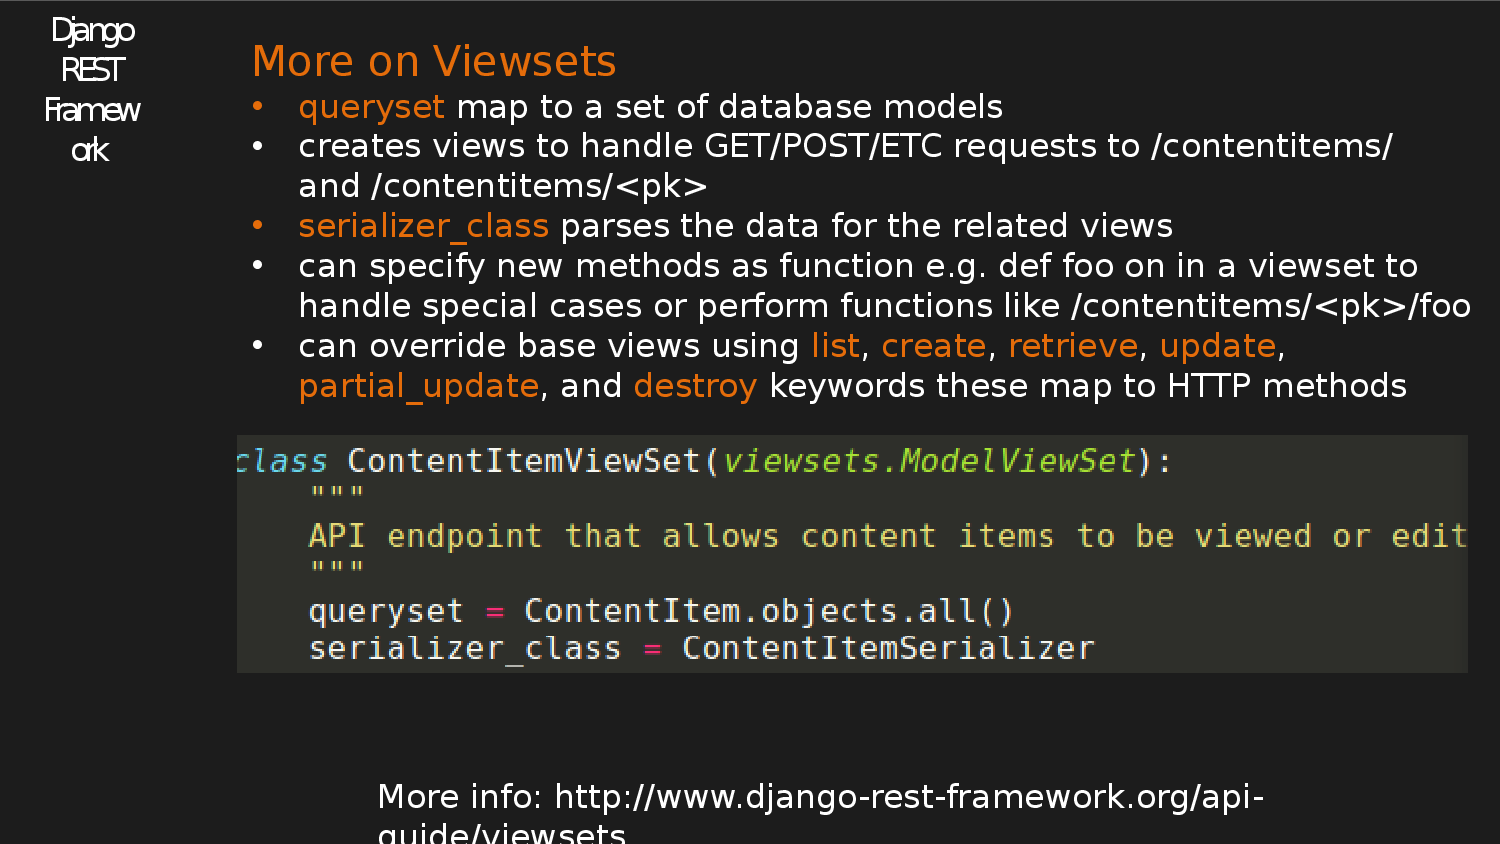 Django
REST
Framew
ork
More on Viewsets
• queryset map to a set of database models
• creates views to handle GET/POST/ETC requests to /contentitems/
and /contentitems/<pk>
• serializer_class parses the data for the related views
• can specify new methods as function e.g. def foo on in a viewset to
handle special cases or perform functions like /contentitems/<pk>/foo
• can override base views using list, create, retrieve, update,
partial_update, and destroy keywords these map to HTTP methods
class ContentItemViewSet(viewsets.ModelViewSet):
"""
API endpoint that allows content items to be viewed or edit
"""
queryset = ContentItem.objects.all()
serializer_class = ContentItemSerializer
More info: http://www.django-rest-framework.org/api-
guide/viewsets